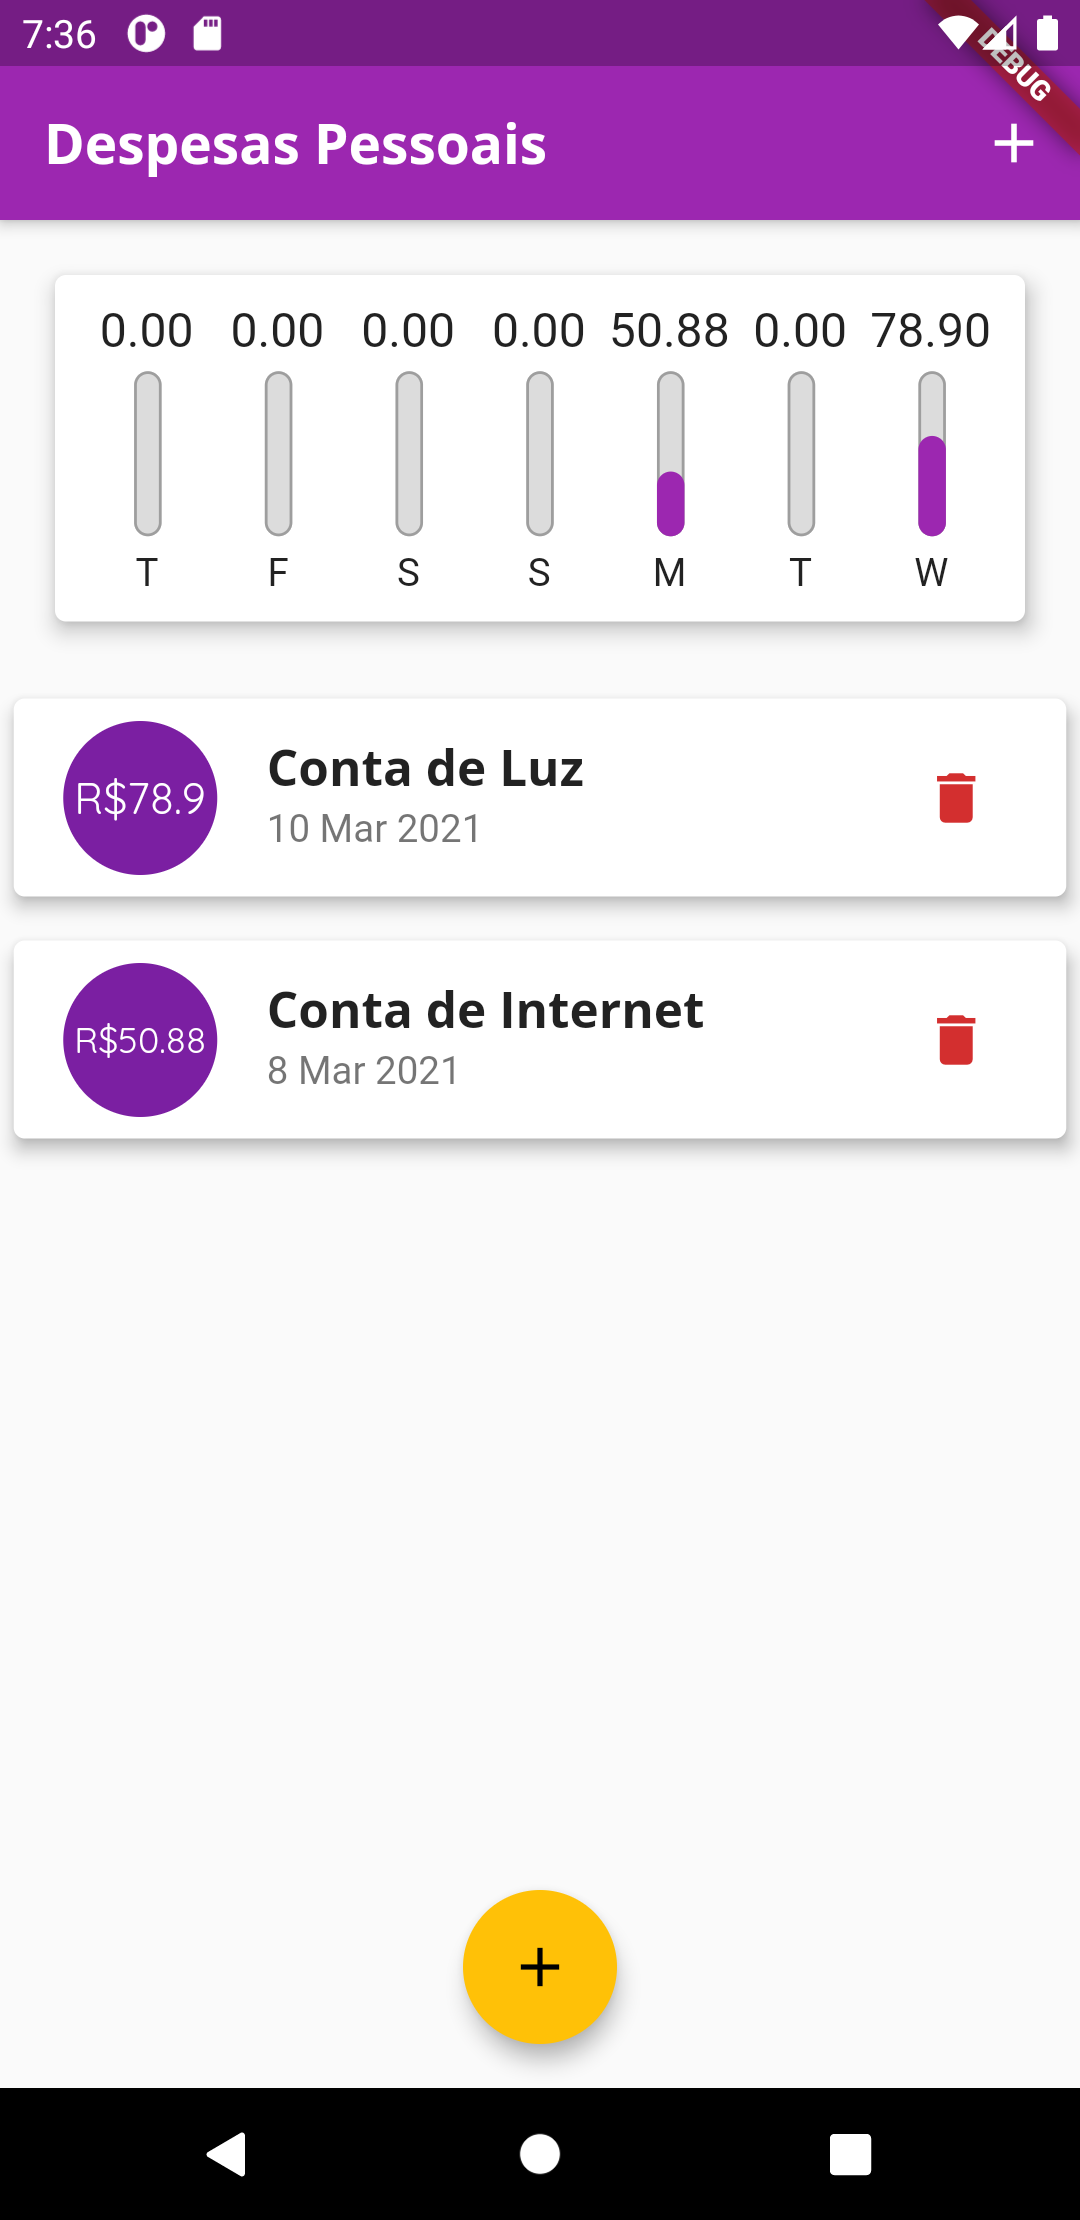 7:36
DEBUG
Despesas Pessoais
0.00 0.00 0.00 0.00 50.88 0.00 78.90
T F S S M T W
R$78.9
Conta de Luz
10 Mar 2021
R$50.88
Conta de Internet
8 Mar 2021